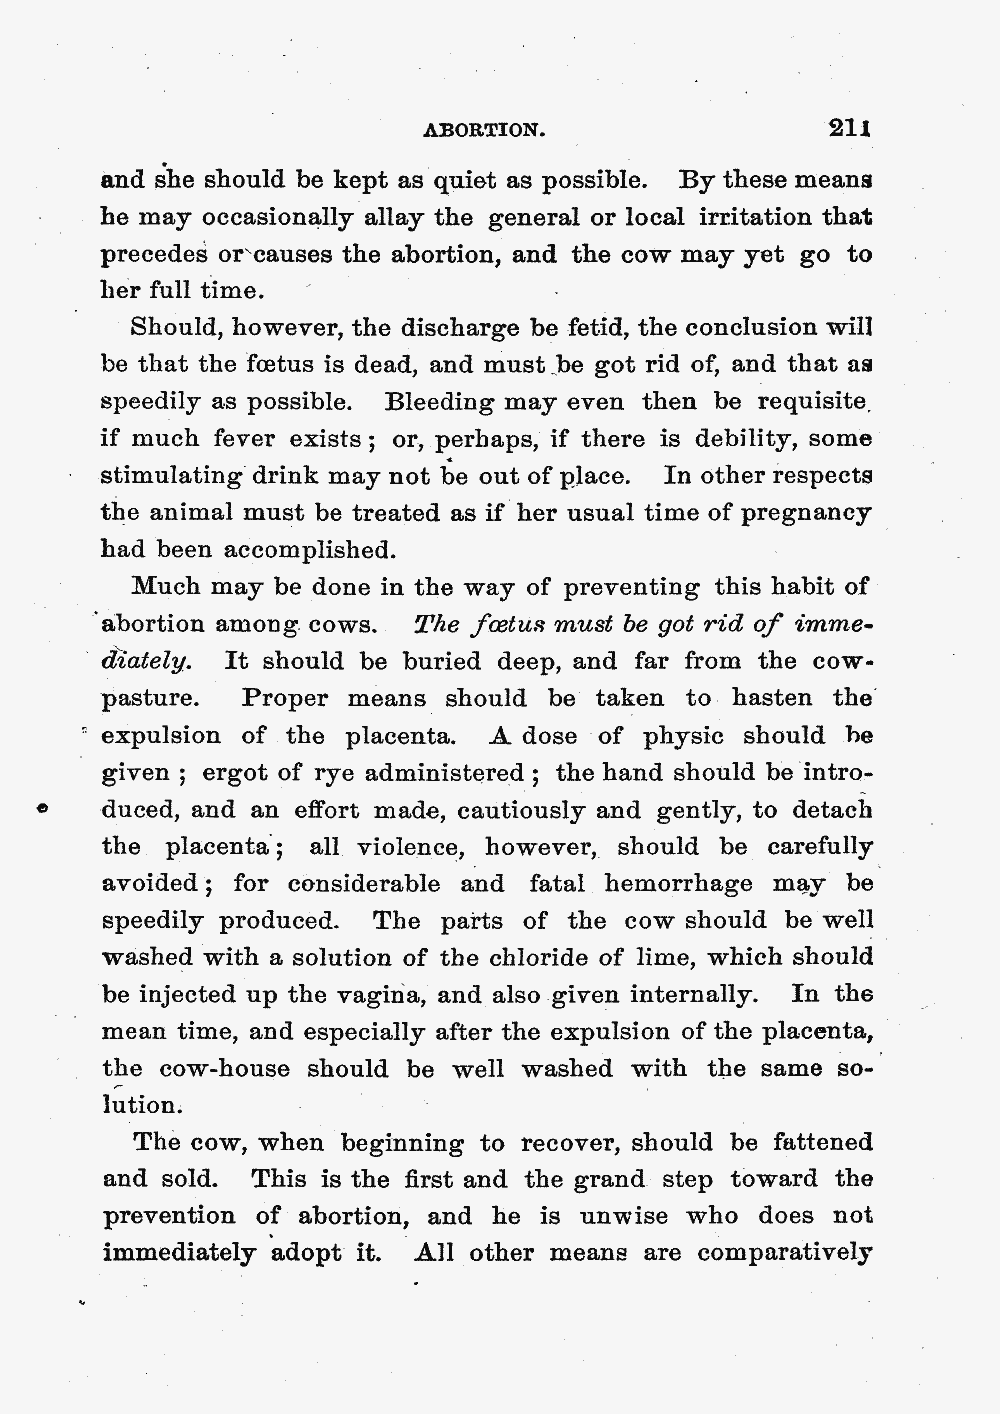 ABORTION. 211
and she should be kept as quiet as possible. By these means
he may occasionally allay the general or local irritation that
precedes or causes the abortion, and the cow may yet go to
her full time.
Should, however, the discharge be fetid, the conclusion will
be that the fœtus is dead, and must be got rid of, and that as
speedily as possible. Bleeding may even then be requisite
if much fever exists ; or, perhaps, if there is debility, some
stimulating drink may not be out of place. In other respects
the animal must be treated as if her usual time of pregnancy
had been accomplished.
Much may be done in the way of preventing this habit of
abortion among cows. The fœtus must be got rid of imme-
diately. It should be buried deep, and far from the cow-
pasture. Proper means should be taken to hasten the
expulsion of the placenta. A dose of physic should be
given ; ergot of rye administered ; the hand should be intro-
duced, and an effort made, cautiously and gently, to detach
the placenta ; all violence, however, should be carefully
avoided ; for considerable and fatal hemorrhage may be
speedily produced. The parts of the cow should be well
washed with a solution of the chloride of lime, which should
be injected up the vagina, and also given internally. In the
mean time, and especially after the expulsion of the placenta,
the cow-house should be well washed with the same so-
lution.
The cow, when beginning to recover, should be fattened
and sold. This is the first and the grand step toward the
prevention of abortion, and he is unwise who does not
immediately adopt it. All other means are comparatively